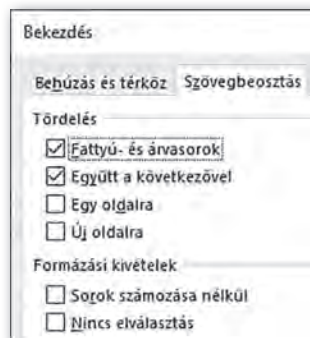 Bekezdés
Behúzás és térköz Szövegbeosztás
Tördelés
Fattyú- és árvasorok
Együtt a következővel
Egy oldalra
Új oldalra
Formázási kivételek
Sorok számozása nélkül
Nincs elválasztás